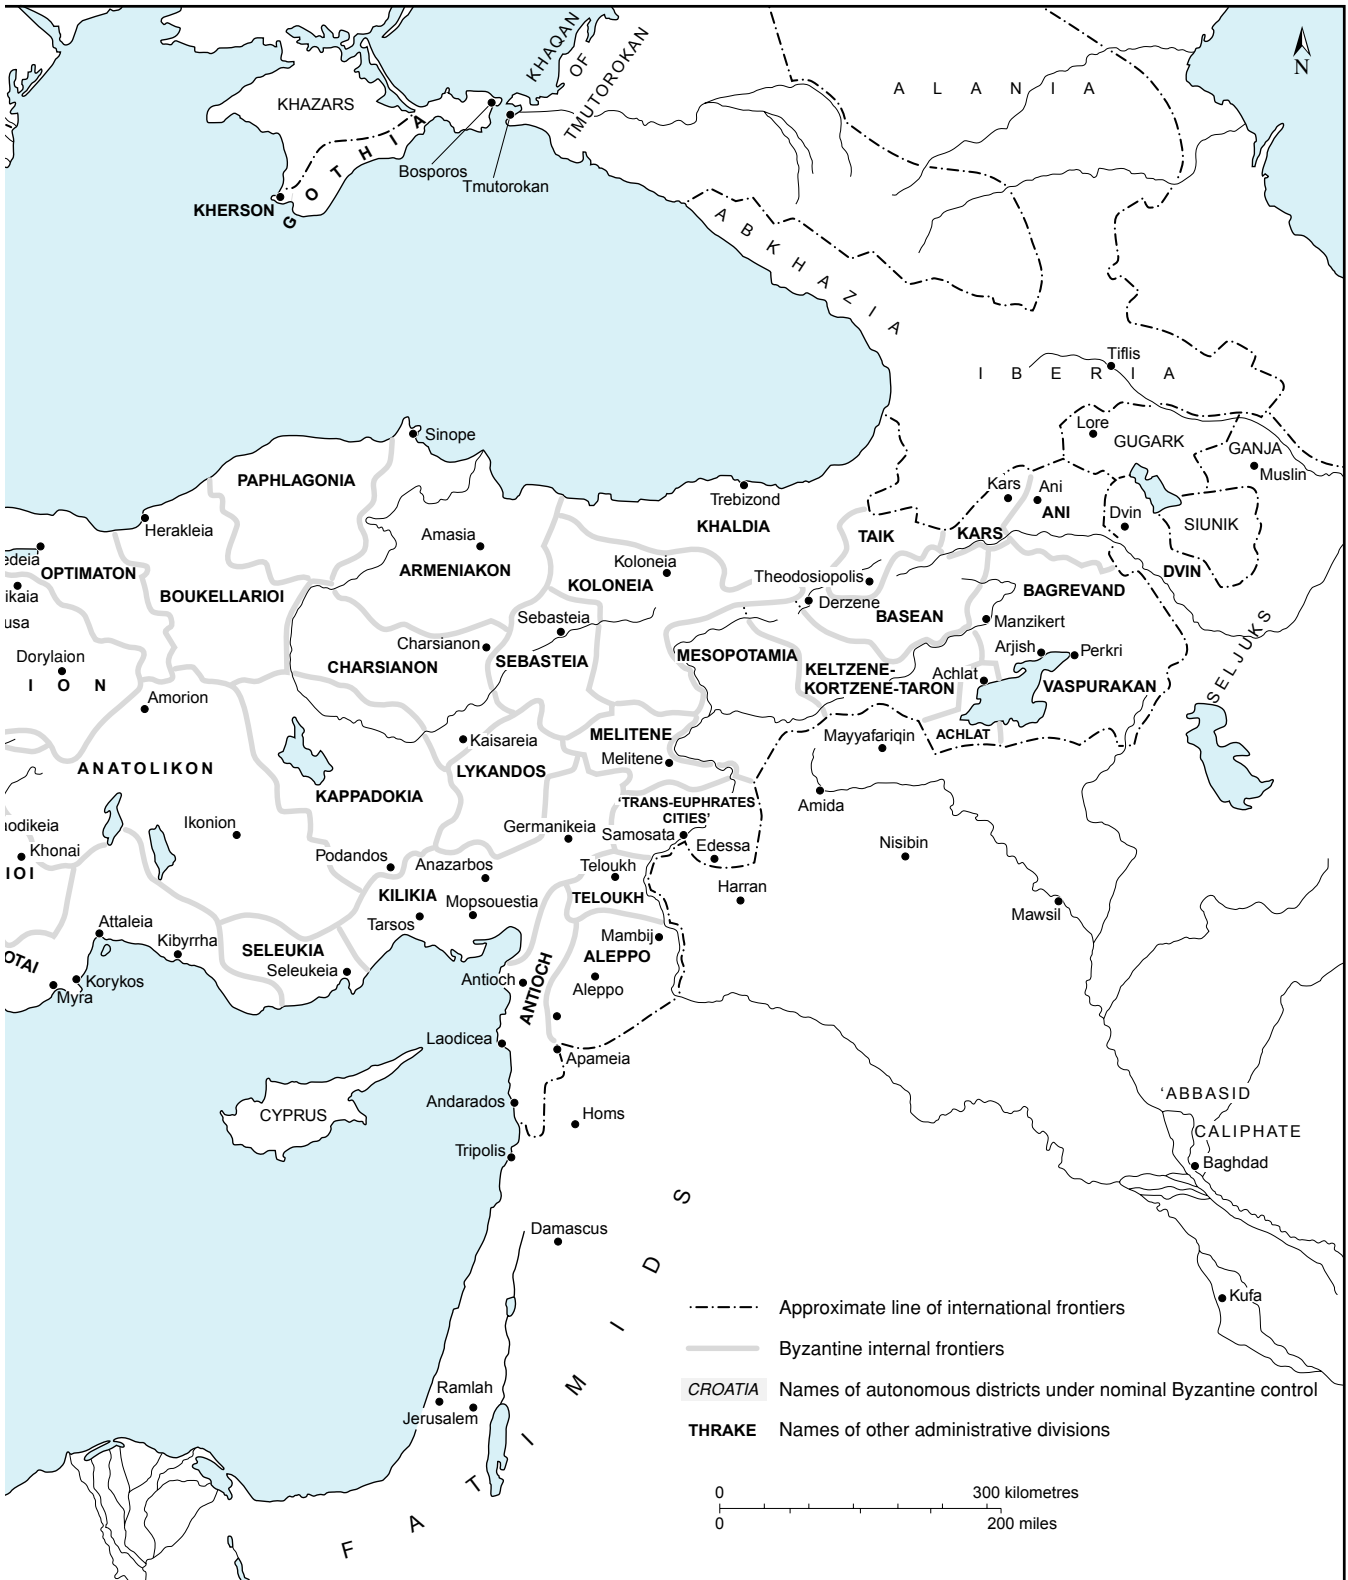 N
KHAQAN
OF
TMUTOROKAN
ALANIA
KHAZARS
GOTHIA
Bosporos
Tmutorokan
KHERSON
ABKHAZIA
Tiflis
IBERIA
Lore
GUGARK
GANJA
Muslin
Sinope
PAPHLAGONIA
Trebizond
KHALDIA
Kars
Ani
ANI
Dvin
SIUNIK
Herakleia
Amasia
TAIK
KARS
edeia
OPTIMATON
ARMENIAKON
Koloneia
KOLONEIA
Theodosiopolis
DVIN
ikaia
BOUKELLARIOI
Derzene
BAGREVAND
usa
Sebasteia
BASEAN
Manzikert
SELJUKS
Dorylaion
ION
Charsianon
CHARSIANON
SEBASTEIA
MESOPOTAMIA
Arjish
Perkri
KELTZENE-
KORTZENE-TARON
Achlat
VASPURAKAN
Amorion
Kaisareia
MELITENE
Melitene
Mayyafariqin
ACHLAT
ANATOLIKON
LYKANDOS
KAPPADOKIA
'TRANS-EUPHRATES
CITIES'
Amida
aodikeia
Ikonion
Germanikeia
Samosata
Edessa
Nisibin
Khonai
IOI
Podandos
Anazarbos
Teloukh
TELOUKH
Harran
KILIKIA
Mopsouestia
Mawsil
Tarsos
Attaleia
Kibyrrha
SELEUKIA
Seleukeia
Mambij
ALEPPO
OTAI
Korykos
Myra
Antioch
ANTIOCH
Aleppo
Laodicea
Apameia
Andarados
Homs
CYPRUS
Tripolis
'ABBASID
CALIPHATE
Baghdad
Damascus
FATIMIDS
Kufa
Ramlah
Jerusalem
Approximate line of international frontiers
Byzantine internal frontiers
CROATIA Names of autonomous districts under nominal Byzantine control
THRAKE Names of other administrative divisions
0 300 kilometres
0 200 miles